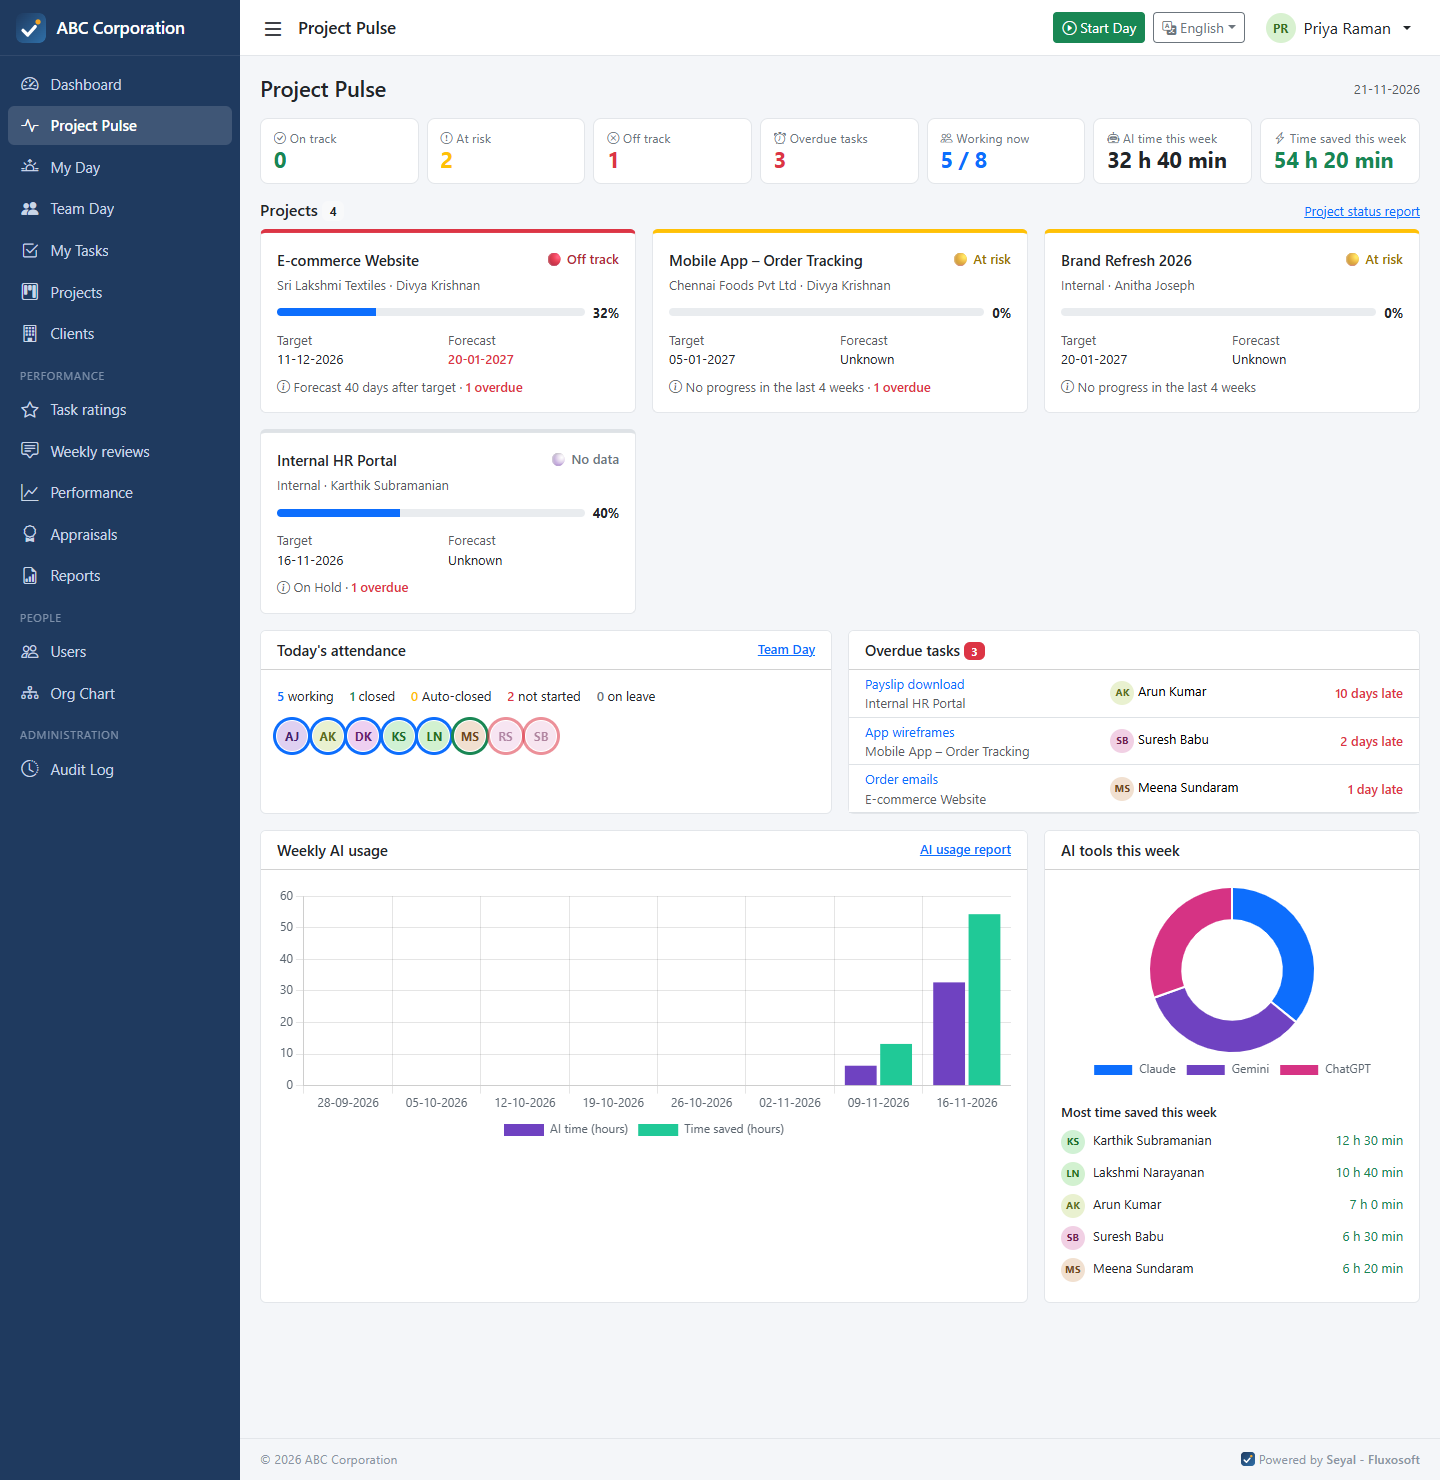 ABC Corporation
Project Pulse
Start Day
English
PR Priya Raman
Dashboard
Project Pulse
My Day
Team Day
My Tasks
Projects
Clients
PERFORMANCE
Task ratings
Weekly reviews
Performance
Appraisals
Reports
PEOPLE
Users
Org Chart
ADMINISTRATION
Audit Log
Project Pulse
21-11-2026
On track
0
At risk
2
Off track
1
Overdue tasks
3
Working now
5 / 8
AI time this week
32 h 40 min
Time saved this week
54 h 20 min
Projects 4
Project status report
E-commerce Website Off track
Sri Lakshmi Textiles · Divya Krishnan
32%
Target Forecast
11-12-2026 20-01-2027
Forecast 40 days after target · 1 overdue
Mobile App – Order Tracking At risk
Chennai Foods Pvt Ltd · Divya Krishnan
0%
Target Forecast
05-01-2027 Unknown
No progress in the last 4 weeks · 1 overdue
Brand Refresh 2026 At risk
Internal · Anitha Joseph
0%
Target Forecast
20-01-2027 Unknown
No progress in the last 4 weeks
Internal HR Portal No data
Internal · Karthik Subramanian
40%
Target Forecast
16-11-2026 Unknown
On Hold · 1 overdue
Today's attendance Team Day
5 working 1 closed 0 Auto-closed 2 not started 0 on leave
AJ AK DK KS LN MS RS SB
Overdue tasks 3
Payslip download
Internal HR Portal
AK Arun Kumar
10 days late
App wireframes
Mobile App – Order Tracking
SB Suresh Babu
2 days late
Order emails
E-commerce Website
MS Meena Sundaram
1 day late
Weekly AI usage AI usage report
60
50
40
30
20
10
0
28-09-2026 05-10-2026 12-10-2026 19-10-2026 26-10-2026 02-11-2026 09-11-2026 16-11-2026
AI time (hours) Time saved (hours)
AI tools this week
Claude Gemini ChatGPT
Most time saved this week
KS Karthik Subramanian 12 h 30 min
LN Lakshmi Narayanan 10 h 40 min
AK Arun Kumar 7 h 0 min
SB Suresh Babu 6 h 30 min
MS Meena Sundaram 6 h 20 min
© 2026 ABC Corporation
Powered by Seyal - Fluxosoft